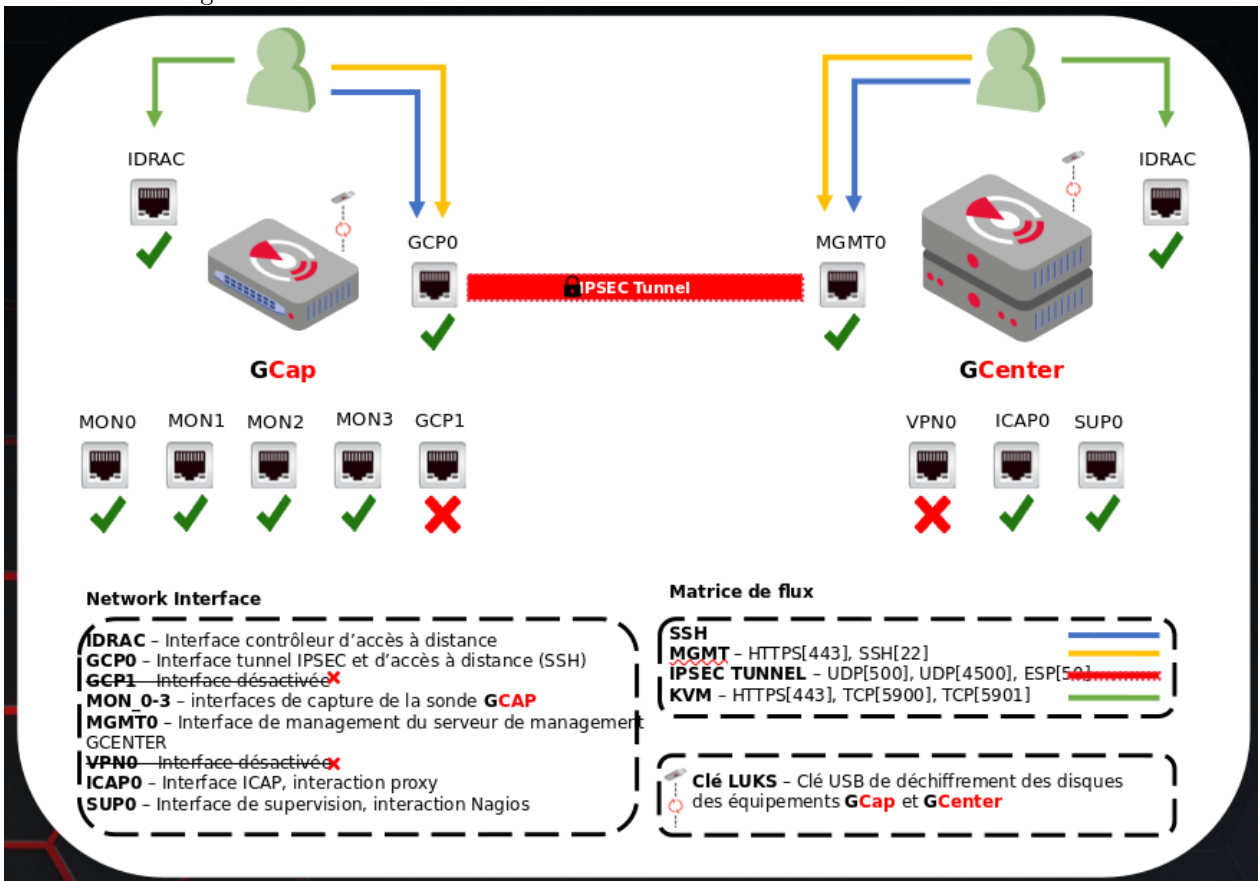 IDRAC
IDRAC
GCP0
MGMT0
IPSEC Tunnel
GCap
GCenter
MON0
MON1
MON2
MON3
GCP1
VPN0
ICAP0
SUP0
Network Interface
IDRAC – Interface contrôleur d'accès à distance
GCP0 – Interface tunnel IPSEC et d'accès à distance (SSH)
GCP1 – Interface désactivée
MON_0-3 – interfaces de capture de la sonde GCAP
MGMT0 – Interface de management du serveur de management
GCENTER
VPN0 – Interface désactivée
ICAP0 – Interface ICAP, interaction proxy
SUP0 – Interface de supervision, interaction Nagios
Matrice de flux
SSH
MGMT – HTTPS[443], SSH[22]
IPSEC TUNNEL – UDP[500], UDP[4500], ESP[50]
KVM – HTTPS[443], TCP[5900], TCP[5901]
Clé LUKS – Clé USB de déchiffrement des disques
des équipements GCap et GCenter